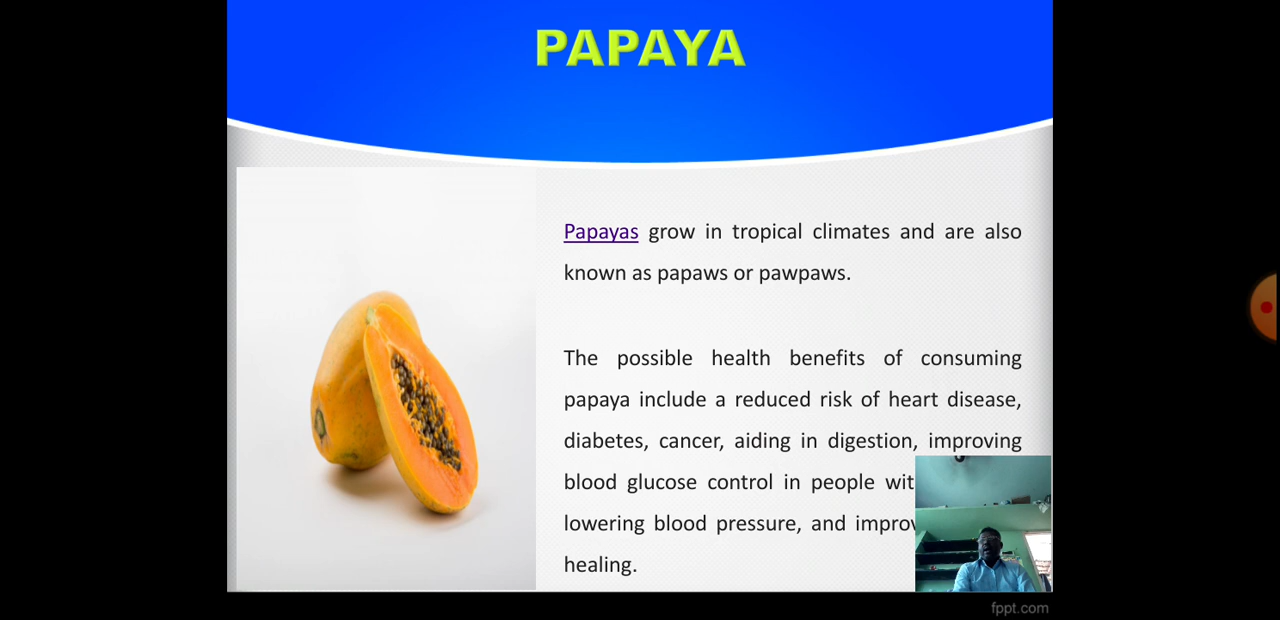 PAPAYA
Papayas grow in tropical climates and are also
known as papaws or pawpaws.
The possible health benefits of consuming
papaya include a reduced risk of heart disease,
diabetes, cancer, aiding in digestion, improving
blood glucose control in people
lowering blood pressure, and
healing.
fppt.com